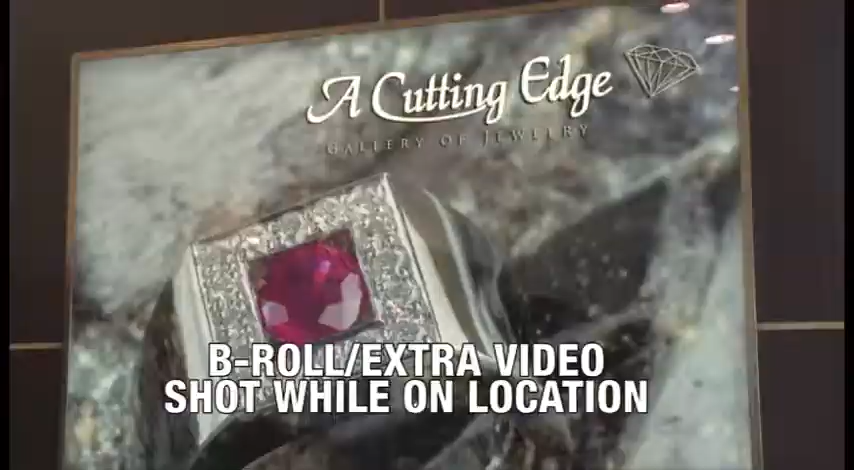 A Cutting Edge
GALLERY OF JEWELRY
B-ROLL/EXTRA VIDEO
SHOT WHILE ON LOCATION